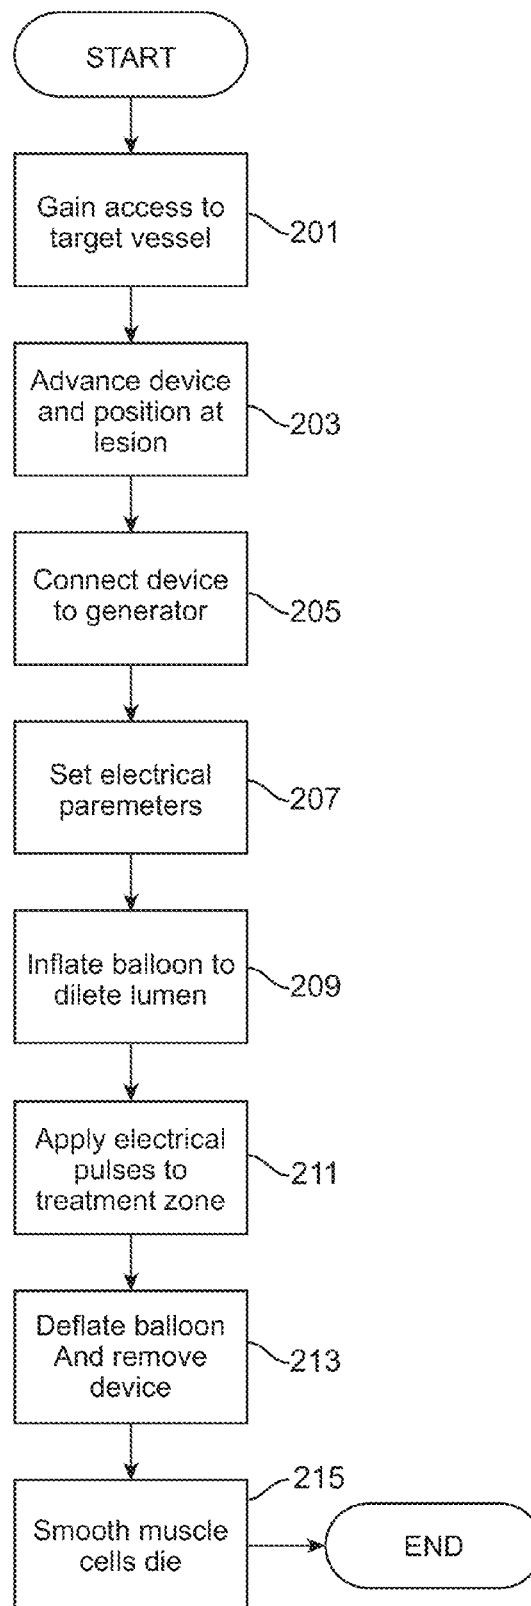 START
Gain access to
target vessel
201
Advance device
and position at
lesion
203
Connect device
to generator
205
Set electrical
paremeters
207
Inflate balloon to
dilete lumen
209
Apply electrical
pulses to
treatment zone
211
Deflate balloon
And remove
device
213
215
Smooth muscle
cells die
END